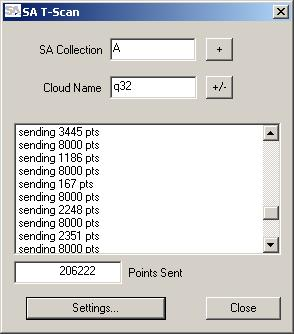 SA SA T-Scan
SA Collection A +
Cloud Name q32 +/-
sending 3445 pts
sending 8000 pts
sending 1186 pts
sending 8000 pts
sending 167 pts
sending 8000 pts
sending 2248 pts
sending 8000 pts
sending 2351 pts
sending 8000 pts
206222 Points Sent
Settings... Close